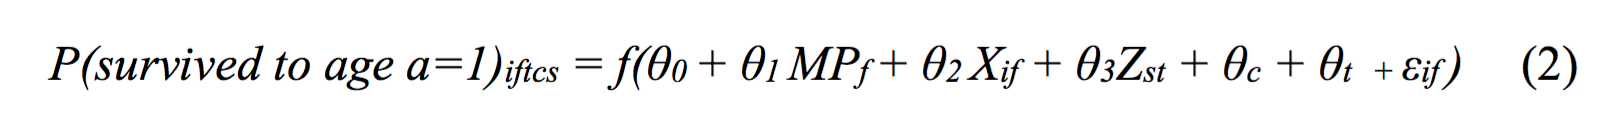 P(survived to age a=1)iftcs = f(θ0 + θ1 MPf + θ2 Xif + θ3Zst + θc + θt + εif) (2)